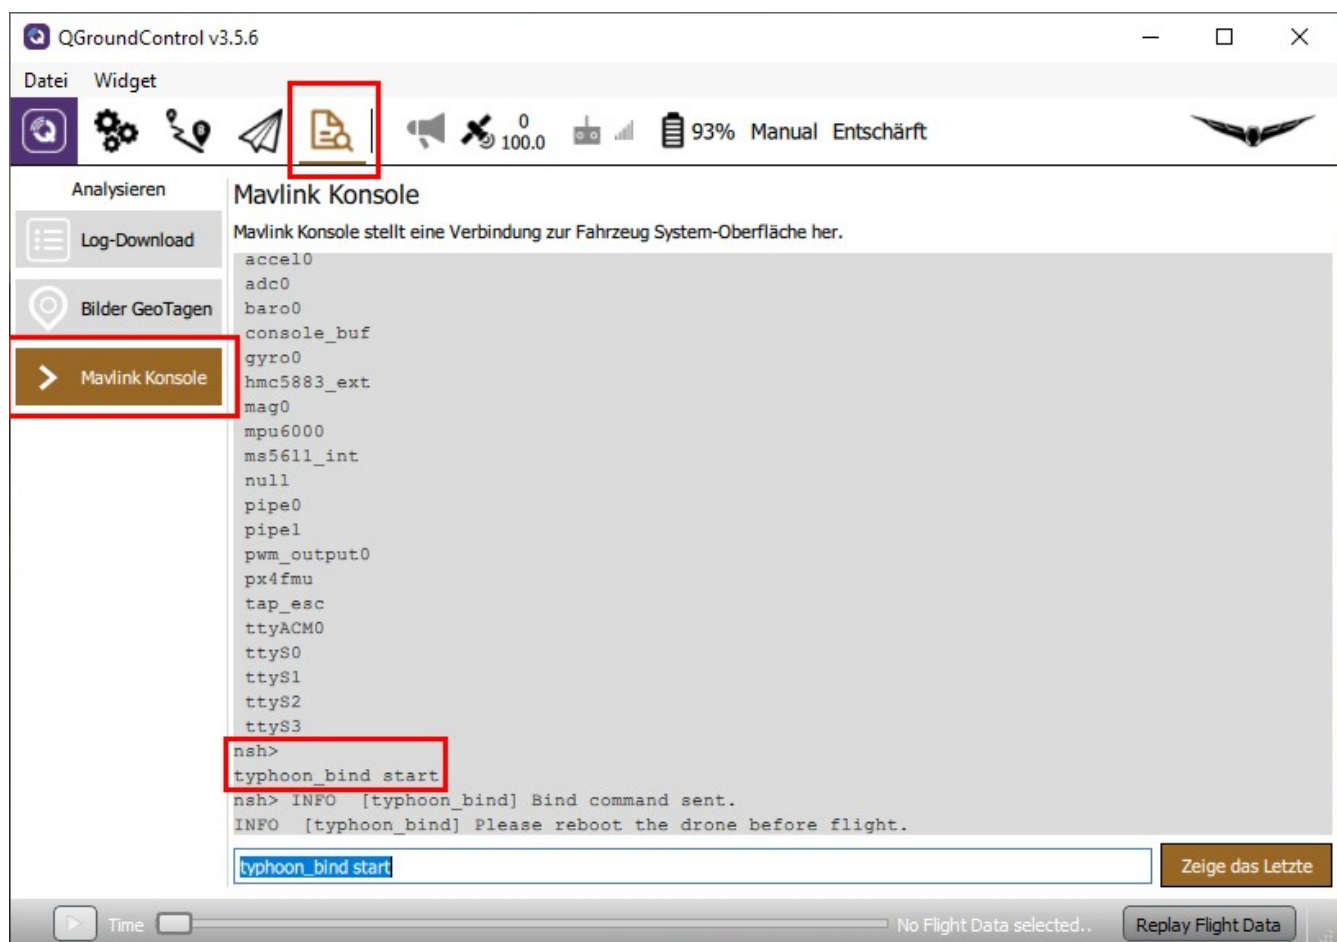 QGroundControl v3.5.6
Datei Widget
0
100.0
93% Manual Entschärft
Analysieren
Log-Download
Bilder GeoTagen
Mavlink Konsole
Mavlink Konsole
Mavlink Konsole stellt eine Verbindung zur Fahrzeug System-Oberfläche her.
accel0
adc0
baro0
console_buf
gyro0
hmc5883_ext
mag0
mpu6000
ms5611_int
null
pipe0
pipe1
pwm_output0
px4fmu
tap_esc
ttyACM0
ttyS0
ttyS1
ttyS2
ttyS3
nsh>
typhoon_bind start
nsh> INFO [typhoon_bind] Bind command sent.
INFO [typhoon_bind] Please reboot the drone before flight.
typhoon_bind start
Zeige das Letzte
Time
No Flight Data selected..
Replay Flight Data